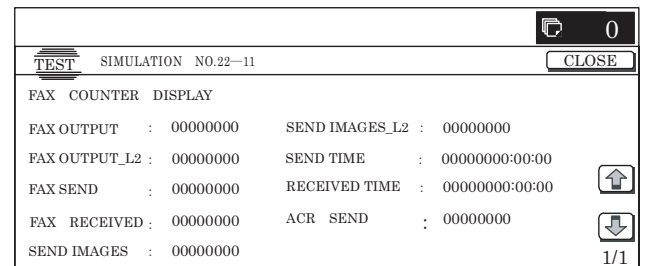 0
TEST SIMULATION NO.22—11 CLOSE
FAX COUNTER DISPLAY
FAX OUTPUT : 00000000 SEND IMAGES_L2 : 00000000
FAX OUTPUT_L2 : 00000000 SEND TIME : 00000000:00:00
FAX SEND : 00000000 RECEIVED TIME : 00000000:00:00
FAX RECEIVED : 00000000 ACR SEND : 00000000
SEND IMAGES : 00000000
1/1